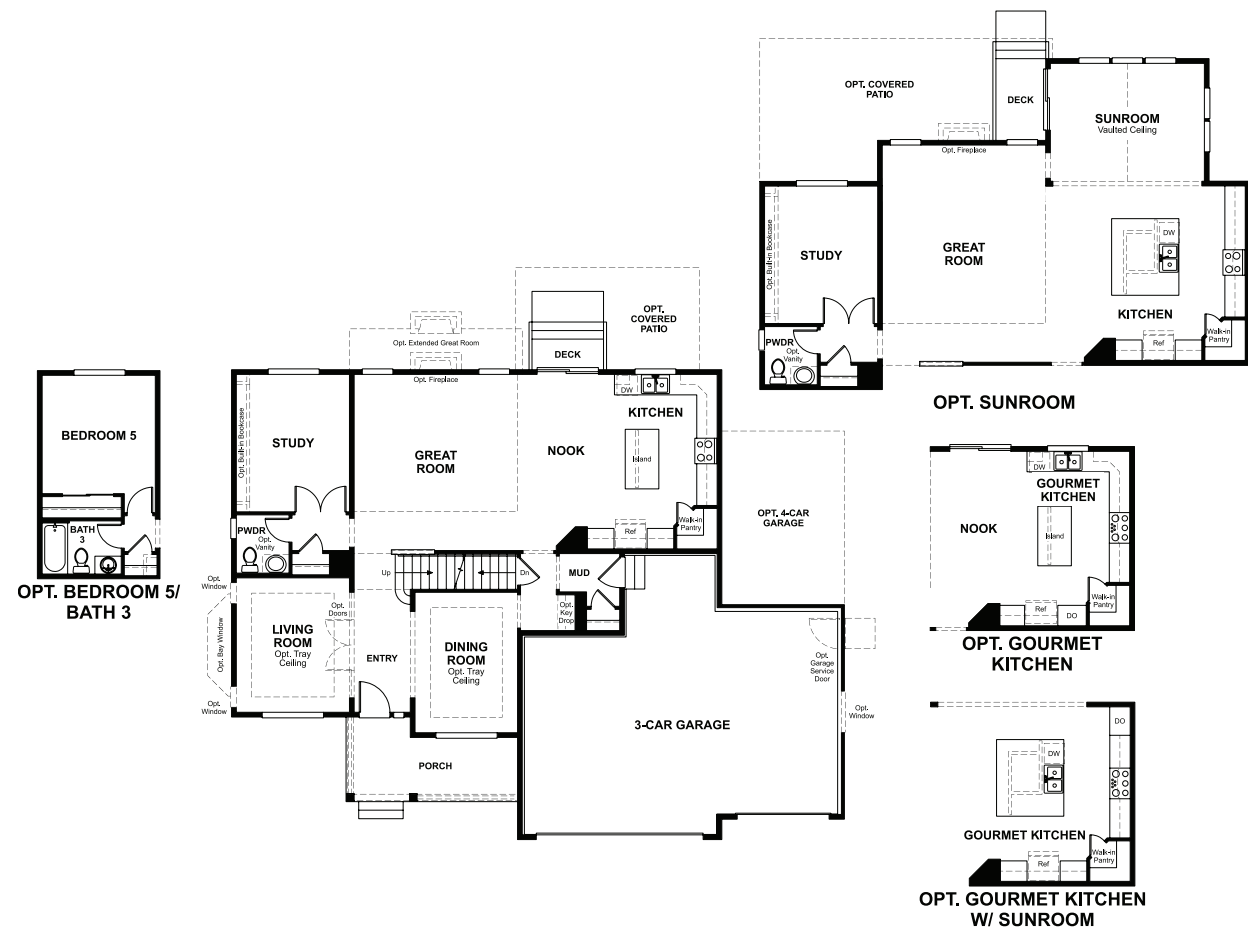 OPT. COVERED
PATIO
DECK
SUNROOM
Vaulted Ceiling
Opt. Fireplace
Opt. Built-in Bookcase
STUDY
GREAT
ROOM
DW
KITCHEN
PWDR
Opt.
Vanity
Ref
Walk-in
Pantry
OPT. SUNROOM
OPT.
COVERED
PATIO
Opt. Extended Great Room
DECK
Opt. Fireplace
DW
KITCHEN
Opt. Built-in Bookcase
STUDY
GREAT
ROOM
NOOK
Island
PWDR
Opt.
Vanity
Ref
Walk-in
Pantry
OPT. 4-CAR
GARAGE
Up
Dn
MUD
Opt.
Key
Drop
Opt.
Window
Opt.
Doors
Opt. Bay Window
LIVING
ROOM
Opt. Tray
Ceiling
ENTRY
DINING
ROOM
Opt. Tray
Ceiling
Opt.
Garage
Service
Door
Opt.
Window
Opt.
Window
3-CAR GARAGE
PORCH
BEDROOM 5
BATH
3
OPT. BEDROOM 5/
BATH 3
DW
GOURMET
KITCHEN
NOOK
Island
W
Ref
DO
Walk-in
Pantry
OPT. GOURMET
KITCHEN
DO
DW
W
GOURMET KITCHEN
Ref
Walk-in
Pantry
OPT. GOURMET KITCHEN
W/ SUNROOM